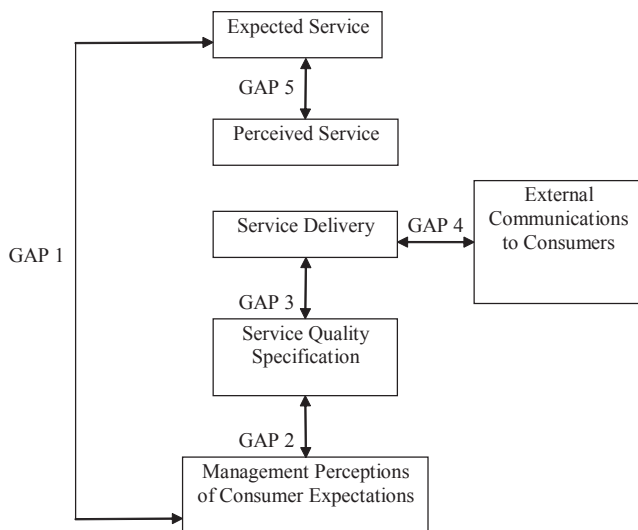 Expected Service
GAP 5
Perceived Service
External
Communications
to Consumers
Service Delivery
GAP 4
GAP 1
GAP 3
Service Quality
Specification
GAP 2
Management Perceptions
of Consumer Expectations